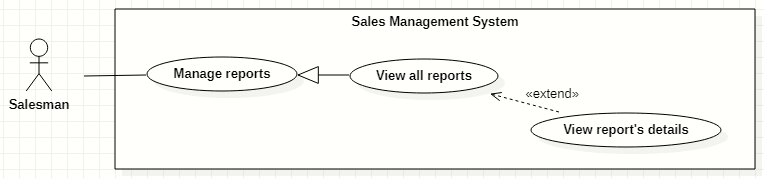 Sales Management System
Salesman
Manage reports
View all reports
«extend»
View report's details